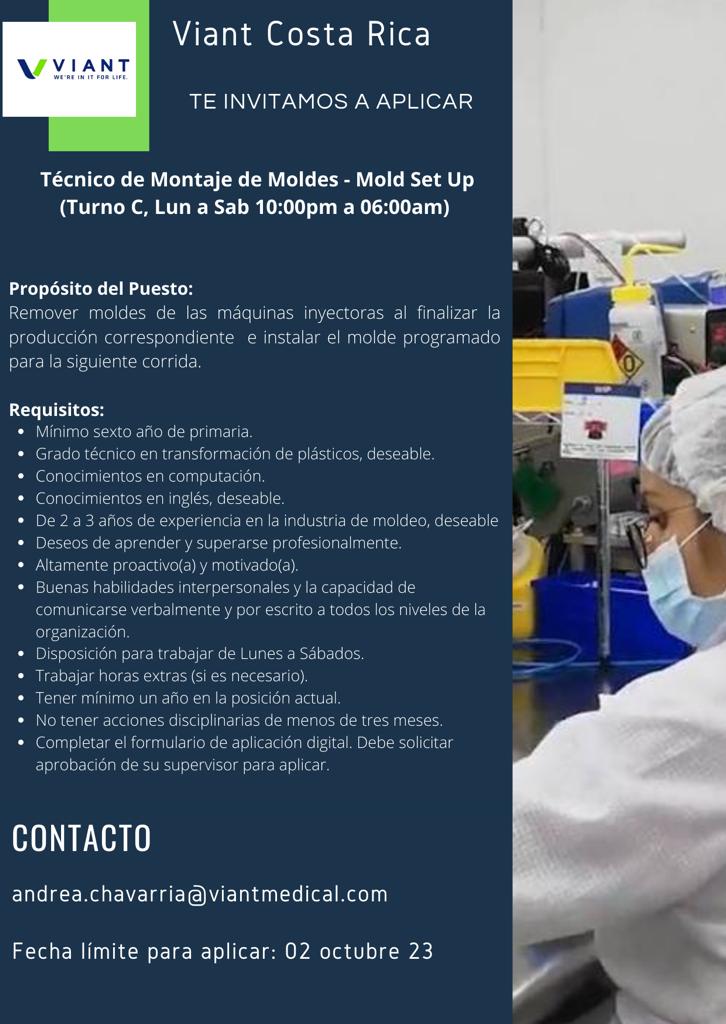 VIANT
WE'RE IN IT FOR LIFE.
Viant Costa Rica
TE INVITAMOS A APLICAR
Técnico de Montaje de Moldes - Mold Set Up
(Turno C, Lun a Sab 10:00pm a 06:00am)
Propósito del Puesto:
Remover moldes de las máquinas inyectoras al finalizar la
producción correspondiente e instalar el molde programado
para la siguiente corrida.
Requisitos:
• Mínimo sexto año de primaria.
• Grado técnico en transformación de plásticos, deseable.
• Conocimientos en computación.
• Conocimientos en inglés, deseable.
• De 2 a 3 años de experiencia en la industria de moldeo, deseable
• Deseos de aprender y superarse profesionalmente.
• Altamente proactivo(a) y motivado(a).
• Buenas habilidades interpersonales y la capacidad de
comunicarse verbalmente y por escrito a todos los niveles de la
organización.
• Disposición para trabajar de Lunes a Sábados.
• Trabajar horas extras (si es necesario).
• Tener mínimo un año en la posición actual.
• No tener acciones disciplinarias de menos de tres meses.
• Completar el formulario de aplicación digital. Debe solicitar
aprobación de su supervisor para aplicar.
CONTACTO
andrea.chavarria@viantmedical.com
Fecha límite para aplicar: 02 octubre 23